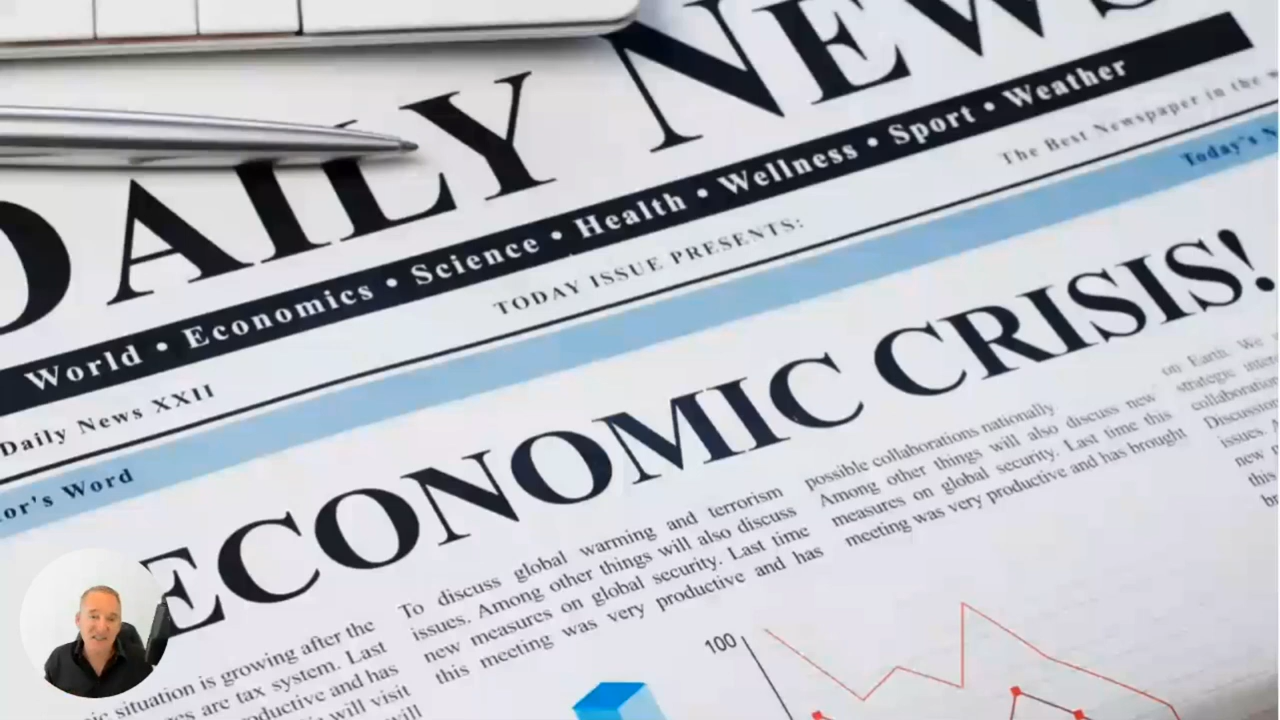 DAILY NEWS
World • Economics • Science • Health • Wellness • Sport • Weather
The Best Newspaper in the
Daily News XXII
TODAY ISSUE PRESENTS:
Today's
Word
ECONOMIC CRISIS!
situation is growing after the
are tax system. Last
and has
will visit
will
To discuss global warming and terrorism
issues. Among other things will also discuss
new measures on global security. Last time
this meeting was very productive and has
possible collaborations nationally
Among other things will also discuss new
measures on global security. Last time this
meeting was very productive and has brought
on Earth. We
strategic
Discussion
issues.
new
this
100